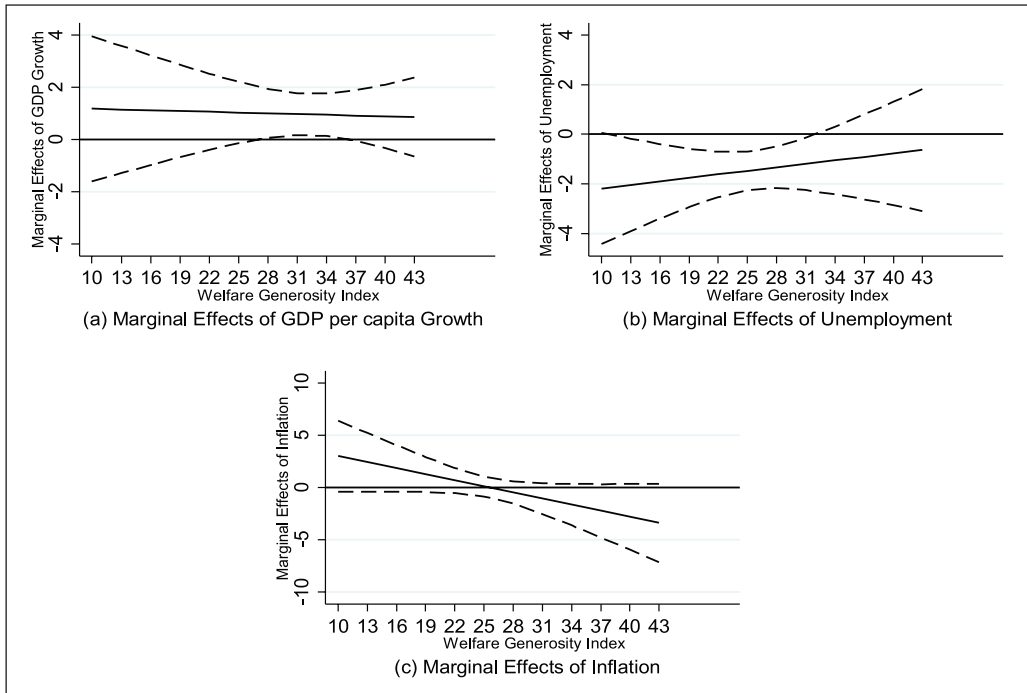 Marginal Effects of GDP Growth
4
2
0
-2
-4
10 13 16 19 22 25 28 31 34 37 40 43
Welfare Generosity Index
(a) Marginal Effects of GDP per capita Growth
Marginal Effects of Unemployment
4
2
0
-2
-4
10 13 16 19 22 25 28 31 34 37 40 43
Welfare Generosity Index
(b) Marginal Effects of Unemployment
Marginal Effects of Inflation
10
5
0
-5
-10
10 13 16 19 22 25 28 31 34 37 40 43
Welfare Generosity Index
(c) Marginal Effects of Inflation